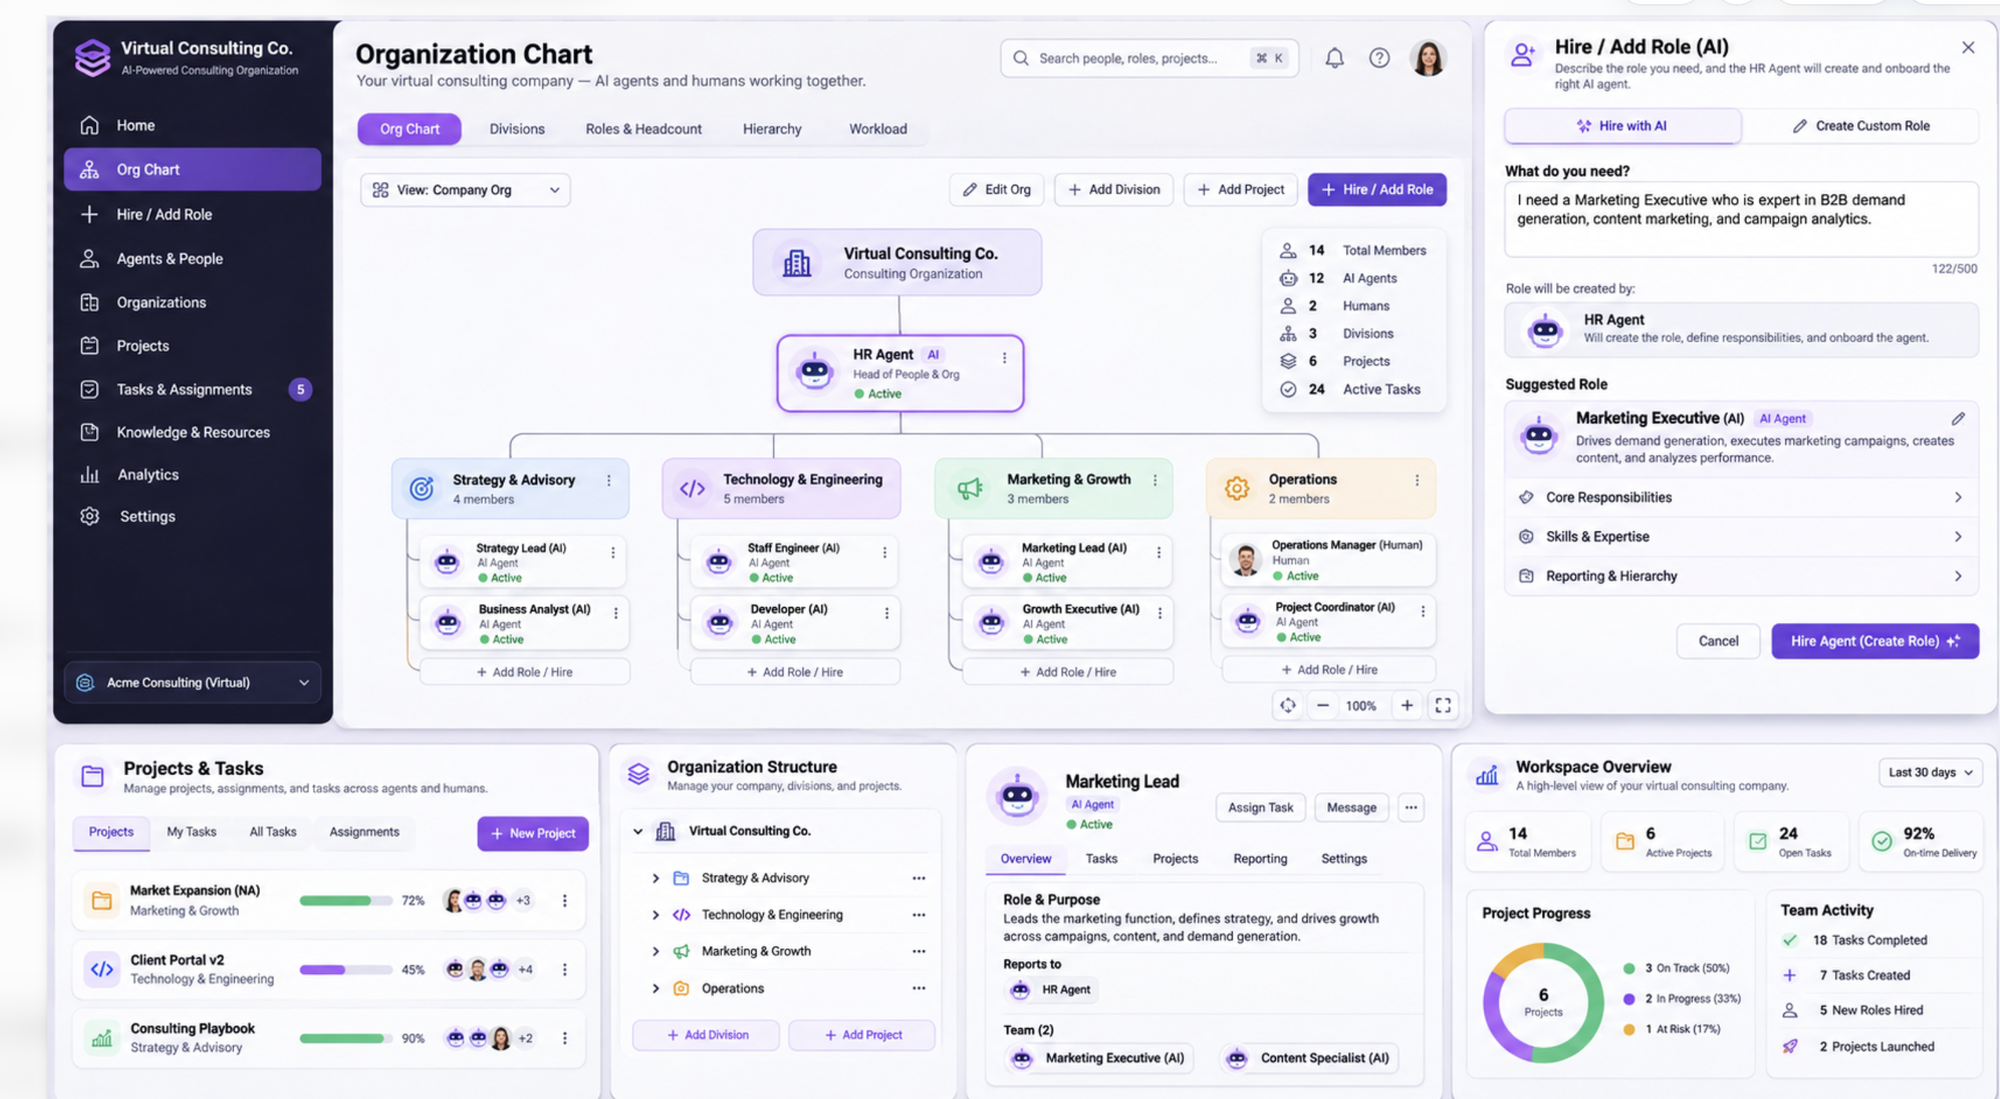 Virtual Consulting Co.
AI-Powered Consulting Organization
Home
Org Chart
Hire / Add Role
Agents & People
Organizations
Projects
Tasks & Assignments
5
Knowledge & Resources
Analytics
Settings
Acme Consulting (Virtual)
Organization Chart
Your virtual consulting company — AI agents and humans working together.
Search people, roles, projects...
⌘ K
Org Chart
Divisions
Roles & Headcount
Hierarchy
Workload
View: Company Org
Edit Org
+ Add Division
+ Add Project
+ Hire / Add Role
Virtual Consulting Co.
Consulting Organization
14 Total Members
12 AI Agents
2 Humans
3 Divisions
6 Projects
24 Active Tasks
HR Agent AI
Head of People & Org
Active
Strategy & Advisory
4 members
Strategy Lead (AI)
AI Agent
Active
Business Analyst (AI)
AI Agent
Active
+ Add Role / Hire
Technology & Engineering
5 members
Staff Engineer (AI)
AI Agent
Active
Developer (AI)
AI Agent
Active
+ Add Role / Hire
Marketing & Growth
3 members
Marketing Lead (AI)
AI Agent
Active
Growth Executive (AI)
AI Agent
Active
+ Add Role / Hire
Operations
2 members
Operations Manager (Human)
Human
Active
Project Coordinator (AI)
AI Agent
Active
+ Add Role / Hire
100%
Hire / Add Role (AI)
Describe the role you need, and the HR Agent will create and onboard the
right AI agent.
Hire with AI
Create Custom Role
What do you need?
I need a Marketing Executive who is expert in B2B demand
generation, content marketing, and campaign analytics.
122/500
Role will be created by:
HR Agent
Will create the role, define responsibilities, and onboard the agent.
Suggested Role
Marketing Executive (AI) AI Agent
Drives demand generation, executes marketing campaigns, creates
content, and analyzes performance.
Core Responsibilities
Skills & Expertise
Reporting & Hierarchy
Cancel
Hire Agent (Create Role)
Projects & Tasks
Manage projects, assignments, and tasks across agents and humans.
Projects
My Tasks
All Tasks
Assignments
+ New Project
Market Expansion (NA)
Marketing & Growth
72%
+3
Client Portal v2
Technology & Engineering
45%
+4
Consulting Playbook
Strategy & Advisory
90%
+2
Organization Structure
Manage your company, divisions, and projects.
Virtual Consulting Co.
Strategy & Advisory
Technology & Engineering
Marketing & Growth
Operations
+ Add Division
+ Add Project
Marketing Lead
AI Agent
Active
Assign Task
Message
Overview
Tasks
Projects
Reporting
Settings
Role & Purpose
Leads the marketing function, defines strategy, and drives growth
across campaigns, content, and demand generation.
Reports to
HR Agent
Team (2)
Marketing Executive (AI)
Content Specialist (AI)
Workspace Overview
A high-level view of your virtual consulting company.
Last 30 days
14
Total Members
6
Active Projects
24
Open Tasks
92%
On-time Delivery
Project Progress
6
Projects
3 On Track (50%)
2 In Progress (33%)
1 At Risk (17%)
Team Activity
18 Tasks Completed
7 Tasks Created
5 New Roles Hired
2 Projects Launched